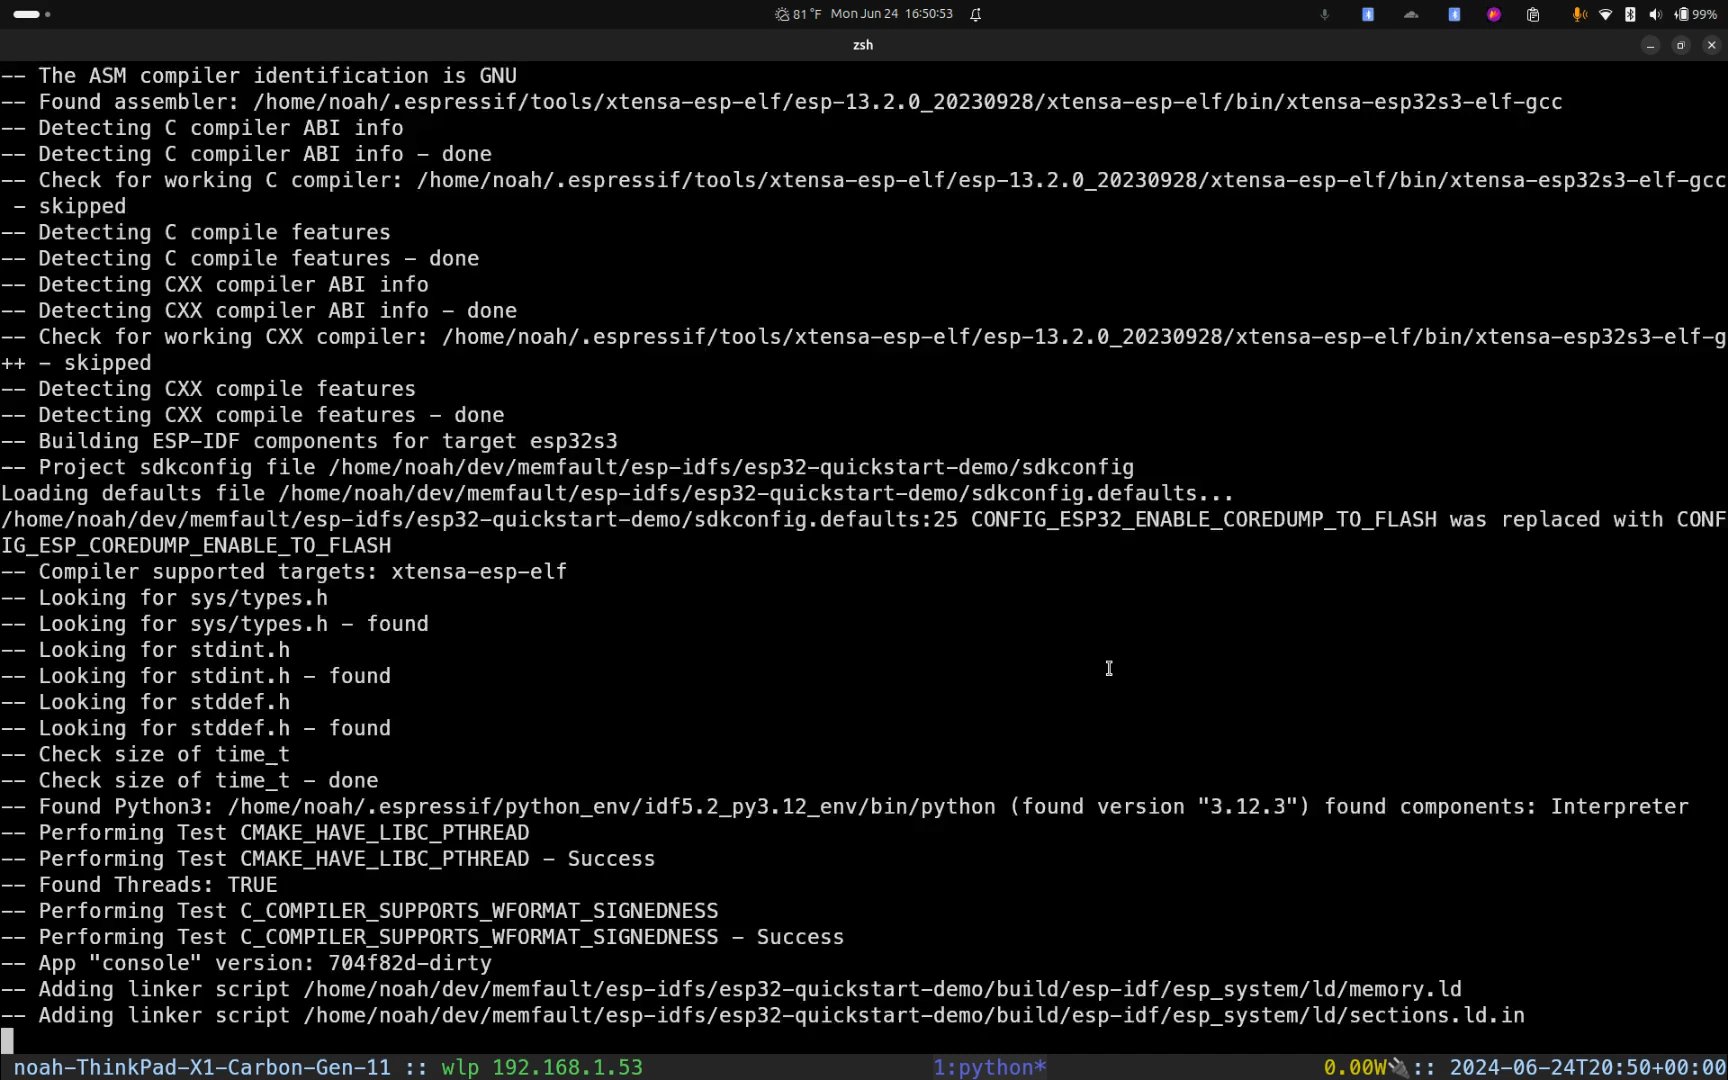 81 °F Mon Jun 24 16:50:53 99%
zsh
-- The ASM compiler identification is GNU
-- Found assembler: /home/noah/.espressif/tools/xtensa-esp-elf/esp-13.2.0_20230928/xtensa-esp-elf/bin/xtensa-esp32s3-elf-gcc
-- Detecting C compiler ABI info
-- Detecting C compiler ABI info - done
-- Check for working C compiler: /home/noah/.espressif/tools/xtensa-esp-elf/esp-13.2.0_20230928/xtensa-esp-elf/bin/xtensa-esp32s3-elf-gcc
- skipped
-- Detecting C compile features
-- Detecting C compile features - done
-- Detecting CXX compiler ABI info
-- Detecting CXX compiler ABI info - done
-- Check for working CXX compiler: /home/noah/.espressif/tools/xtensa-esp-elf/esp-13.2.0_20230928/xtensa-esp-elf/bin/xtensa-esp32s3-elf-g
++ - skipped
-- Detecting CXX compile features
-- Detecting CXX compile features - done
-- Building ESP-IDF components for target esp32s3
-- Project sdkconfig file /home/noah/dev/memfault/esp-idfs/esp32-quickstart-demo/sdkconfig
Loading defaults file /home/noah/dev/memfault/esp-idfs/esp32-quickstart-demo/sdkconfig.defaults...
/home/noah/dev/memfault/esp-idfs/esp32-quickstart-demo/sdkconfig.defaults:25 CONFIG_ESP32_ENABLE_COREDUMP_TO_FLASH was replaced with CONF
IG_ESP_COREDUMP_ENABLE_TO_FLASH
-- Compiler supported targets: xtensa-esp-elf
-- Looking for sys/types.h
-- Looking for sys/types.h - found
-- Looking for stdint.h
-- Looking for stdint.h - found
-- Looking for stddef.h
-- Looking for stddef.h - found
-- Check size of time_t
-- Check size of time_t - done
-- Found Python3: /home/noah/.espressif/python_env/idf5.2_py3.12_env/bin/python (found version "3.12.3") found components: Interpreter
-- Performing Test CMAKE_HAVE_LIBC_PTHREAD
-- Performing Test CMAKE_HAVE_LIBC_PTHREAD - Success
-- Found Threads: TRUE
-- Performing Test C_COMPILER_SUPPORTS_WFORMAT_SIGNEDNESS
-- Performing Test C_COMPILER_SUPPORTS_WFORMAT_SIGNEDNESS - Success
-- App "console" version: 704f82d-dirty
-- Adding linker script /home/noah/dev/memfault/esp-idfs/esp32-quickstart-demo/build/esp-idf/esp_system/ld/memory.ld
-- Adding linker script /home/noah/dev/memfault/esp-idfs/esp32-quickstart-demo/build/esp-idf/esp_system/ld/sections.ld.in
noah-ThinkPad-X1-Carbon-Gen-11 :: wlp 192.168.1.53 1:python* 0.00W🔌:: 2024-06-24T20:50+00:00